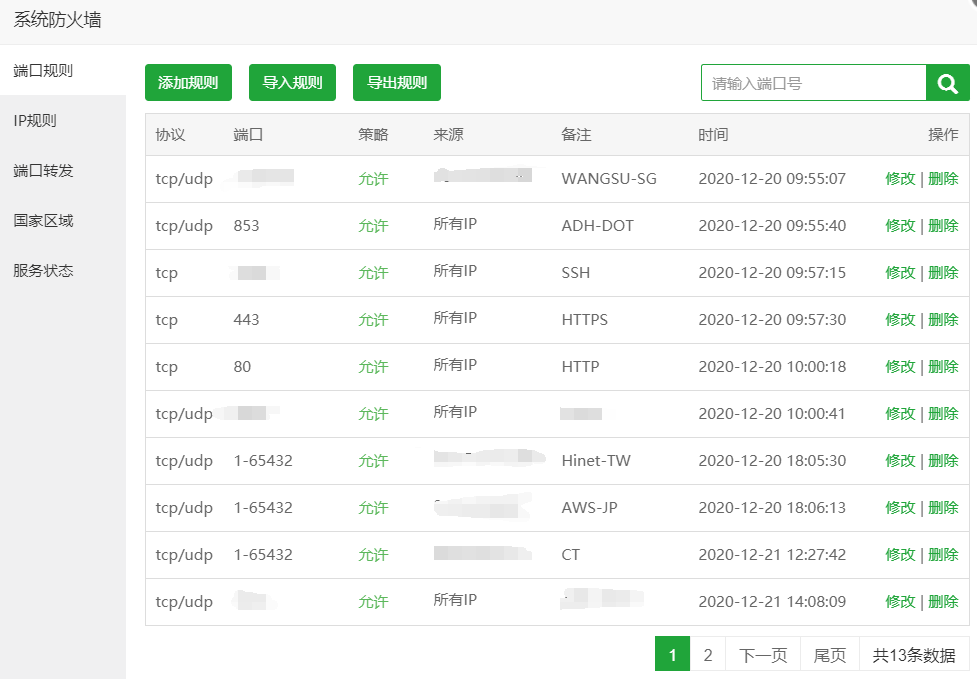 系统防火墙
端口规则
IP规则
端口转发
国家区域
服务状态
添加规则 导入规则 导出规则 请输入端口号
协议 端口 策略 来源 备注 时间 操作
tcp/udp 允许 WANGSU-SG 2020-12-20 09:55:07 修改 | 删除
tcp/udp 853 允许 所有IP ADH-DOT 2020-12-20 09:55:40 修改 | 删除
tcp 允许 所有IP SSH 2020-12-20 09:57:15 修改 | 删除
tcp 443 允许 所有IP HTTPS 2020-12-20 09:57:30 修改 | 删除
tcp 80 允许 所有IP HTTP 2020-12-20 10:00:18 修改 | 删除
tcp/udp 允许 所有IP 2020-12-20 10:00:41 修改 | 删除
tcp/udp 1-65432 允许 Hinet-TW 2020-12-20 18:05:30 修改 | 删除
tcp/udp 1-65432 允许 AWS-JP 2020-12-20 18:06:13 修改 | 删除
tcp/udp 1-65432 允许 CT 2020-12-21 12:27:42 修改 | 删除
tcp/udp 允许 所有IP 2020-12-21 14:08:09 修改 | 删除
1 2 下一页 尾页 共13条数据